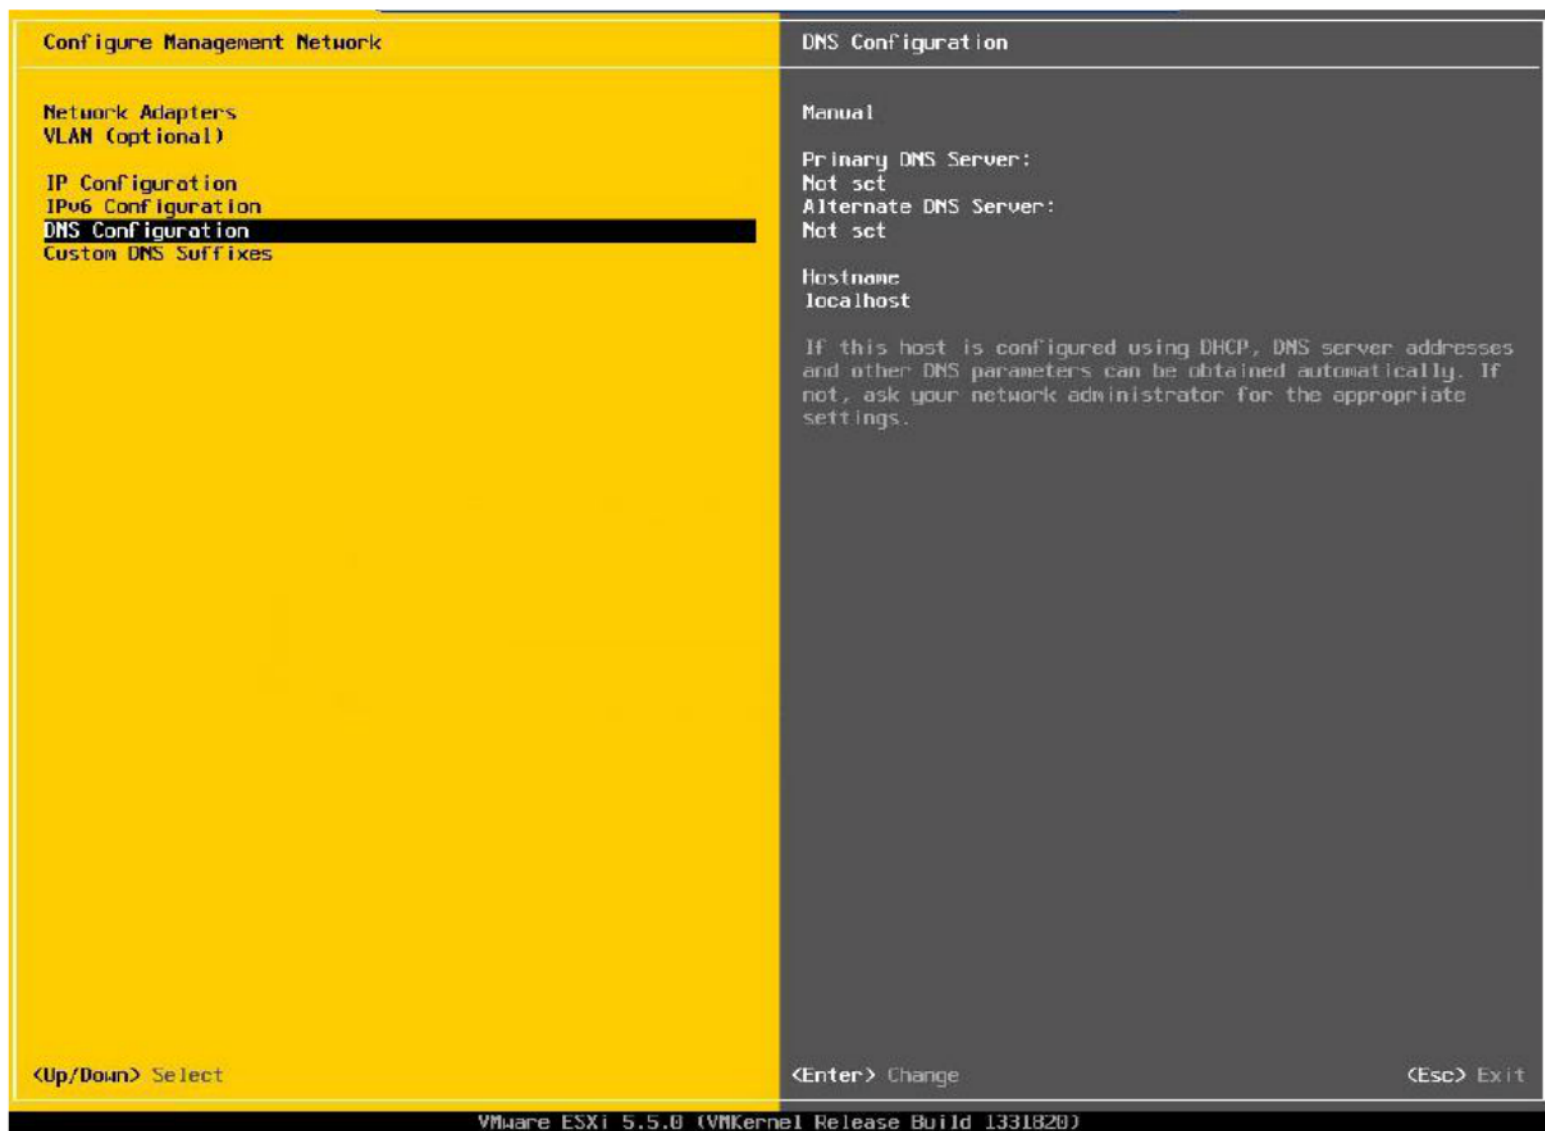 Configure Management Network
Network Adapters
VLAN (optional)
IP Configuration
IPv6 Configuration
DNS Configuration
Custom DNS Suffixes
<Up/Down> Select
DNS Configuration
Manual
Primary DNS Server:
Not set
Alternate DNS Server:
Not set
Hostname
localhost
If this host is configured using DHCP, DNS server addresses
and other DNS parameters can be obtained automatically. If
not, ask your network administrator for the appropriate
settings.
<Enter> Change
<Esc> Exit
VMware ESXi 5.5.0 (VMKernel Release Build 1331820)